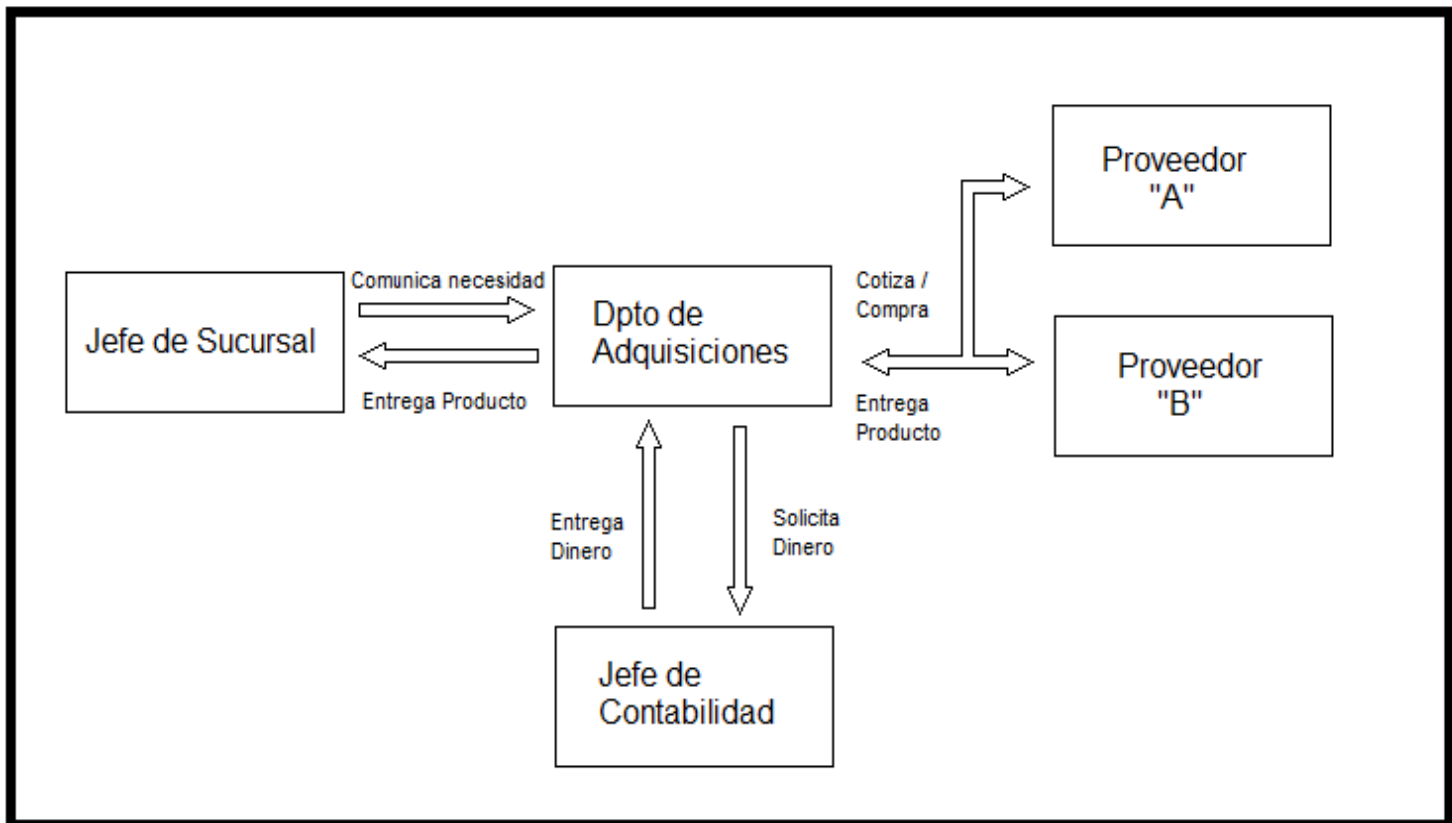 Proveedor
"A"
Comunica necesidad
Jefe de Sucursal
Entrega Producto
Dpto de
Adquisiciones
Cotiza /
Compra
Entrega
Producto
Proveedor
"B"
Entrega
Dinero
Solicita
Dinero
Jefe de
Contabilidad